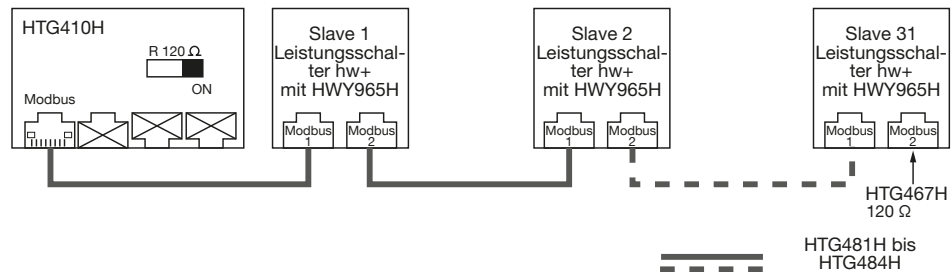 HTG410H
R 120 Ω
ON
Modbus
Slave 1
Leistungsschal-
ter hw+
mit HWY965H
Modbus
1
Modbus
2
Slave 2
Leistungsschal-
ter hw+
mit HWY965H
Modbus
1
Modbus
2
Slave 31
Leistungsschal-
ter hw+
mit HWY965H
Modbus
1
Modbus
2
HTG467H
120 Ω
HTG481H bis
HTG484H